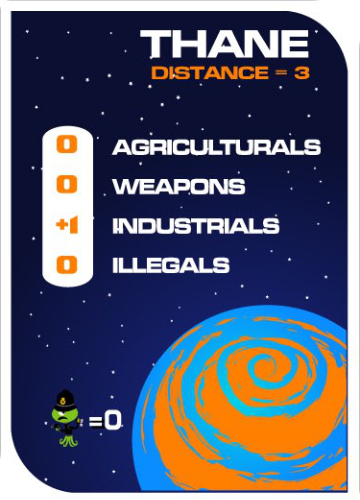 THANE
DISTANCE = 3
0 AGRICULTURALS
0 WEAPONS
+1 INDUSTRIALS
0 ILLEGALS
=0